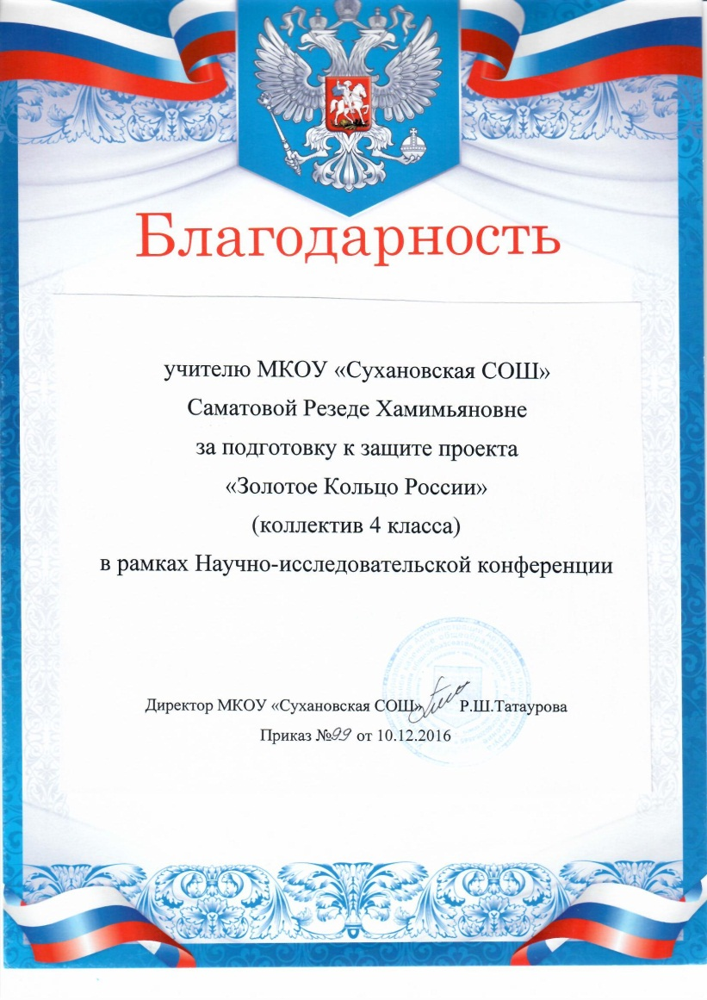 Благодарность
учителю МКОУ «Сухановская СОШ»
Саматовой Резеде Хамимьяновне
за подготовку к защите проекта
«Золотое Кольцо России»
(коллектив 4 класса)
в рамках Научно-исследовательской конференции
Директор МКОУ «Сухановская СОШ» Р.Ш.Татаурова
Приказ №99 от 10.12.2016